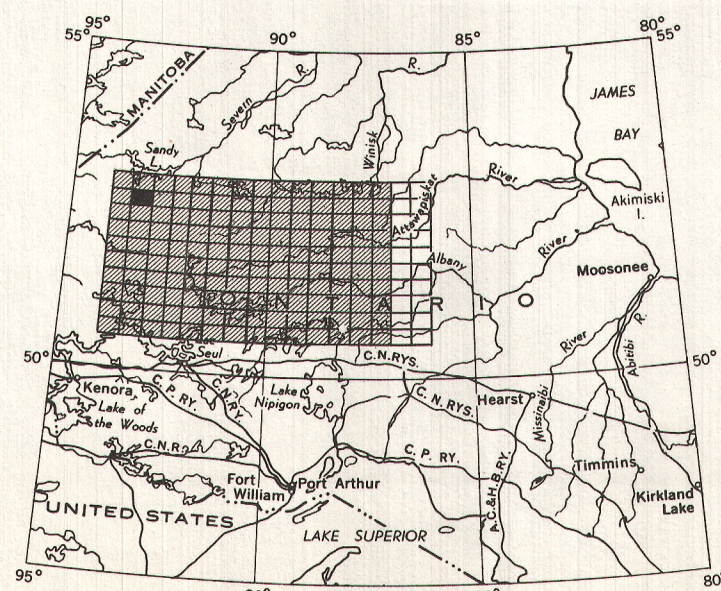 95°
55°
90°
85°
80°
55°
MANITOBA
Severn
R.
R.
Winisk
JAMES
BAY
Sandy
L.
River
Attawapiskat
Akimiski
I.
River
Albany
Moosonee
ONTARIO
River
R.
Abitibi
50°
Seul
C.N.RYS.
50°
Kenora
C. P. RY.
C.N.RY.
Lake
Nipigon
C. N. RYS.
Hearst
Missinaibi
Lake of
the Woods
C.N.R.
C. P. RY.
Timmins
Fort
William
Port Arthur
A.C.&H.B.RY.
Kirkland
Lake
UNITED STATES
LAKE SUPERIOR
95°
80°